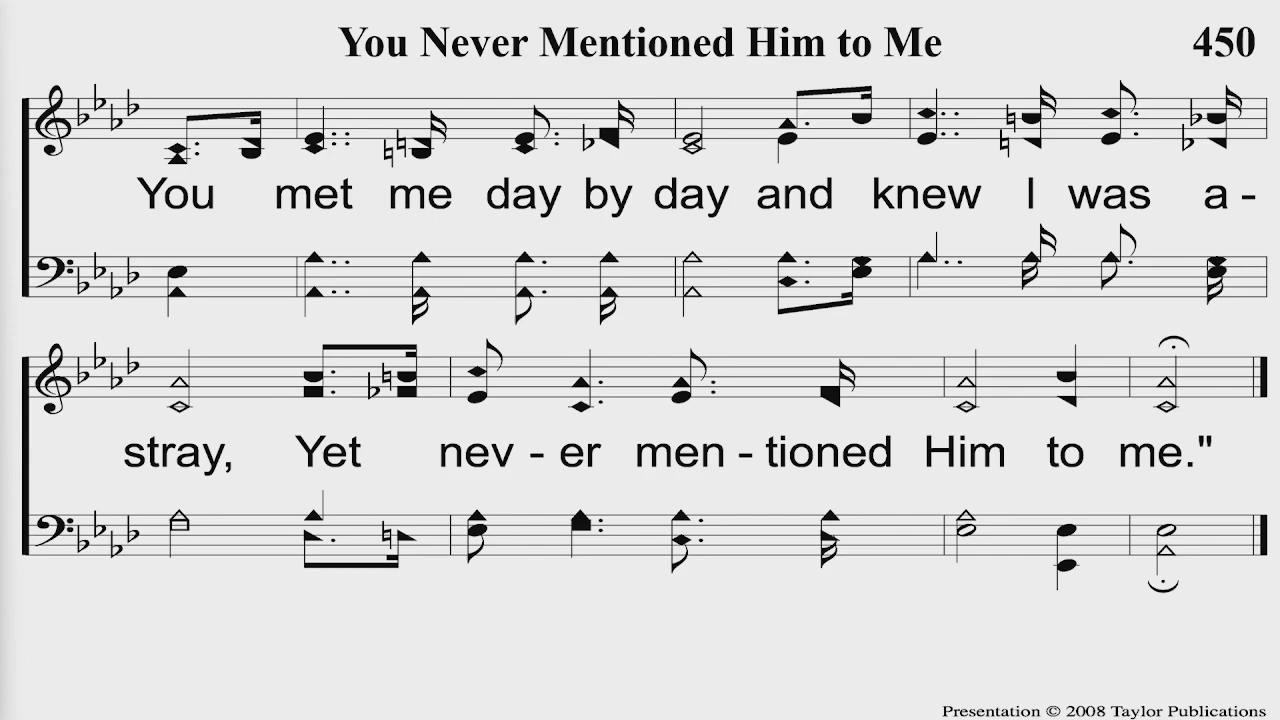 You Never Mentioned Him to Me 450
You met me day by day and knew I was a -
stray, Yet nev - er men - tioned Him to me."
Presentation © 2008 Taylor Publications